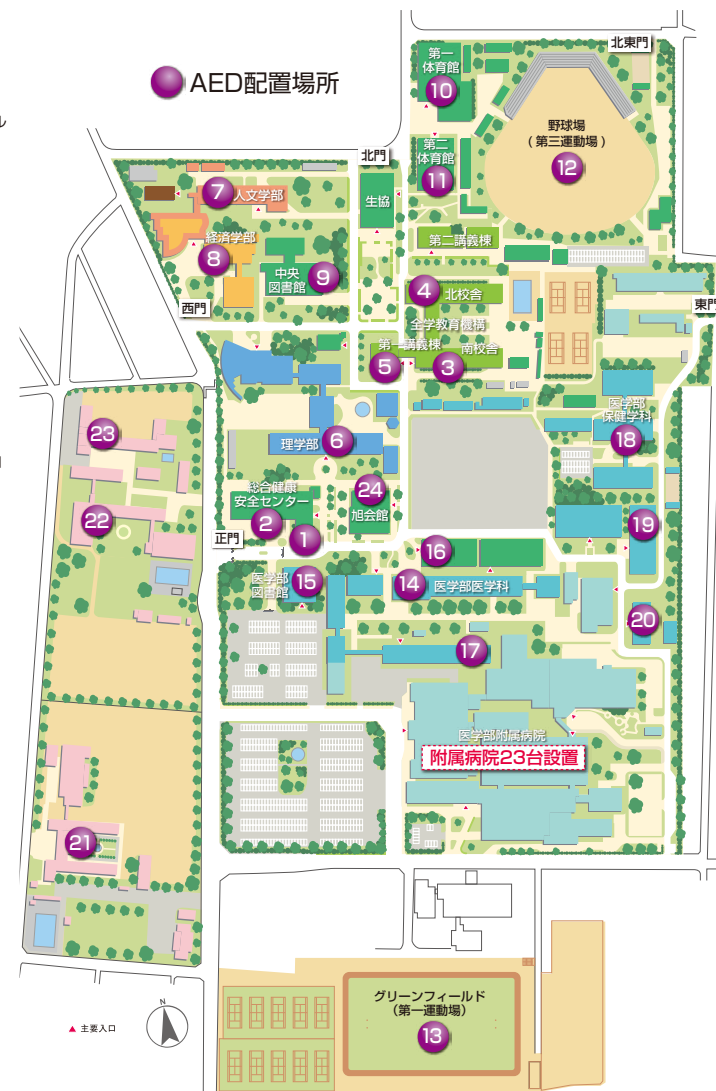 AED配置場所
北東門
第一
体育館
10
野球場
(第三運動場)
12
ル
北門
第二
体育館
11
7
人文学部
生協
経済学部
8
第二講義棟
中央
図書館
9
4
北校舎
西門
東門
全学教育機構
第一講義棟
南校舎
5
3
医学部
保健学科
18
23
理学部
6
総合健康
安全センター
2
24
旭会館
22
19
正門
1
16
医学部
図書館
15
14
医学部医学科
20
17
医学部附属病院
附属病院23台設置
21
グリーンフィールド
(第一運動場)
13
N
▲ 主要入口